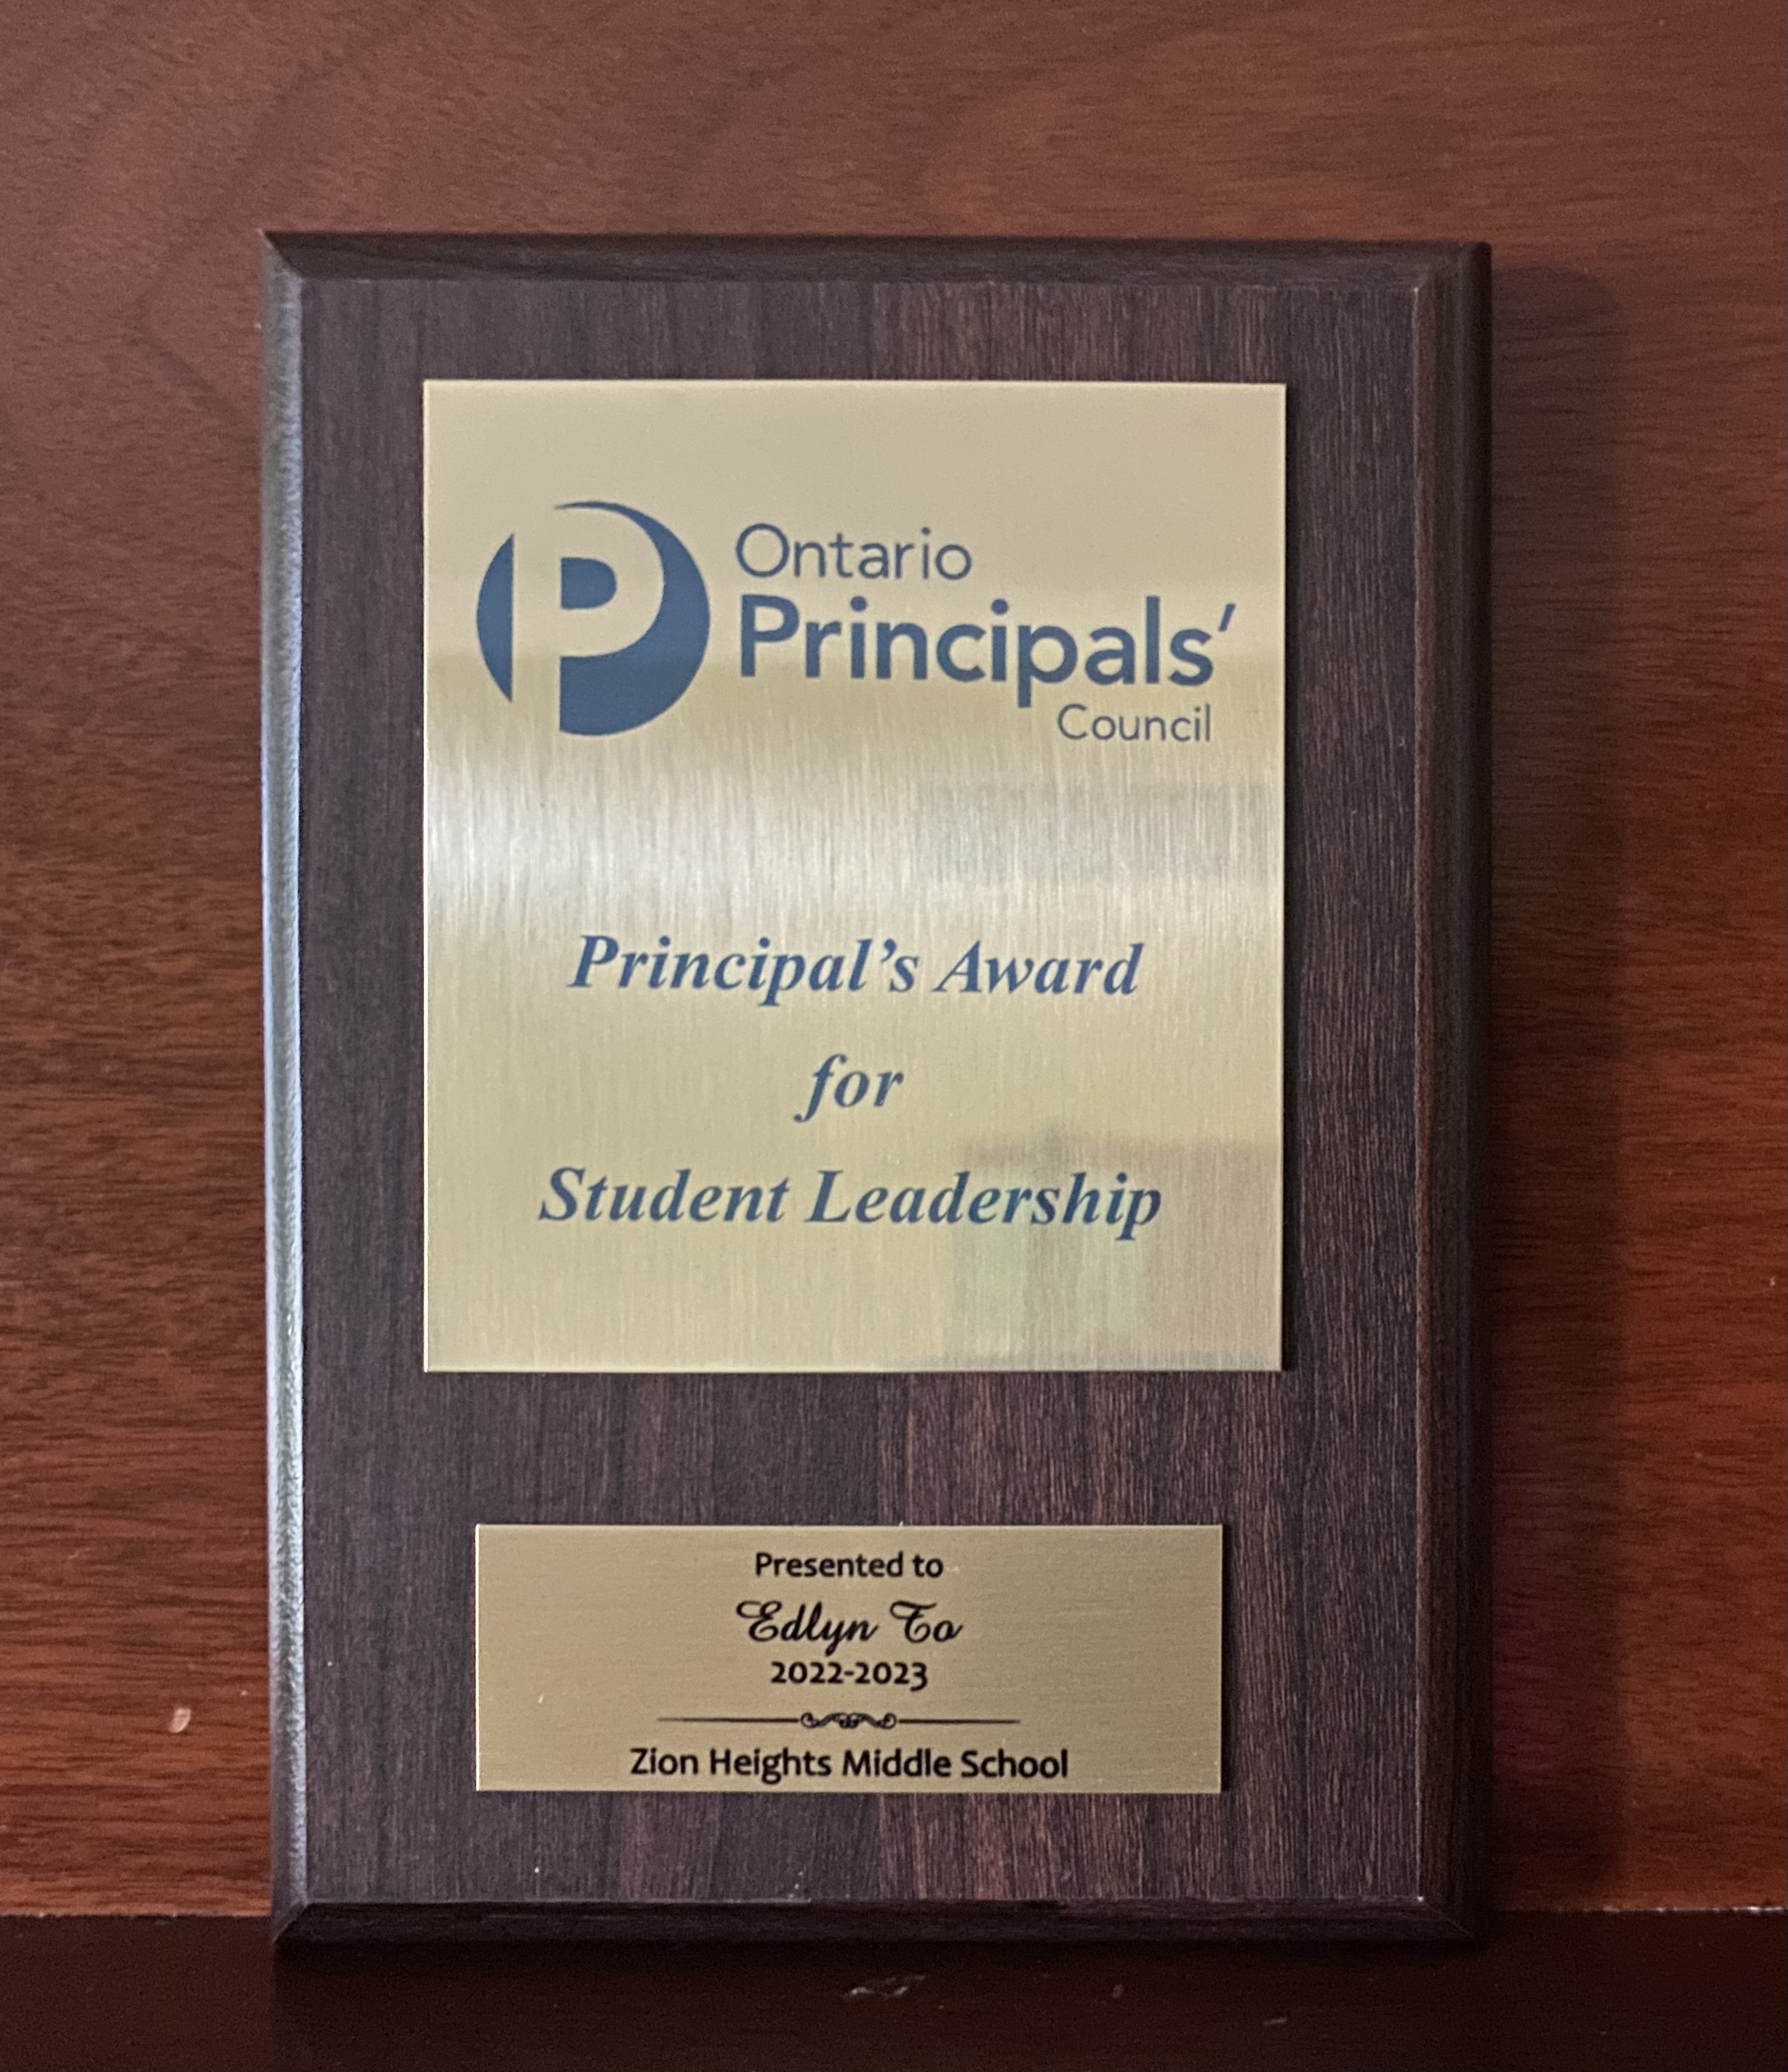 Ontario
Principals’
Council
Principal’s Award
for
Student Leadership
Presented to
Edlyn To
2022-2023
Zion Heights Middle School